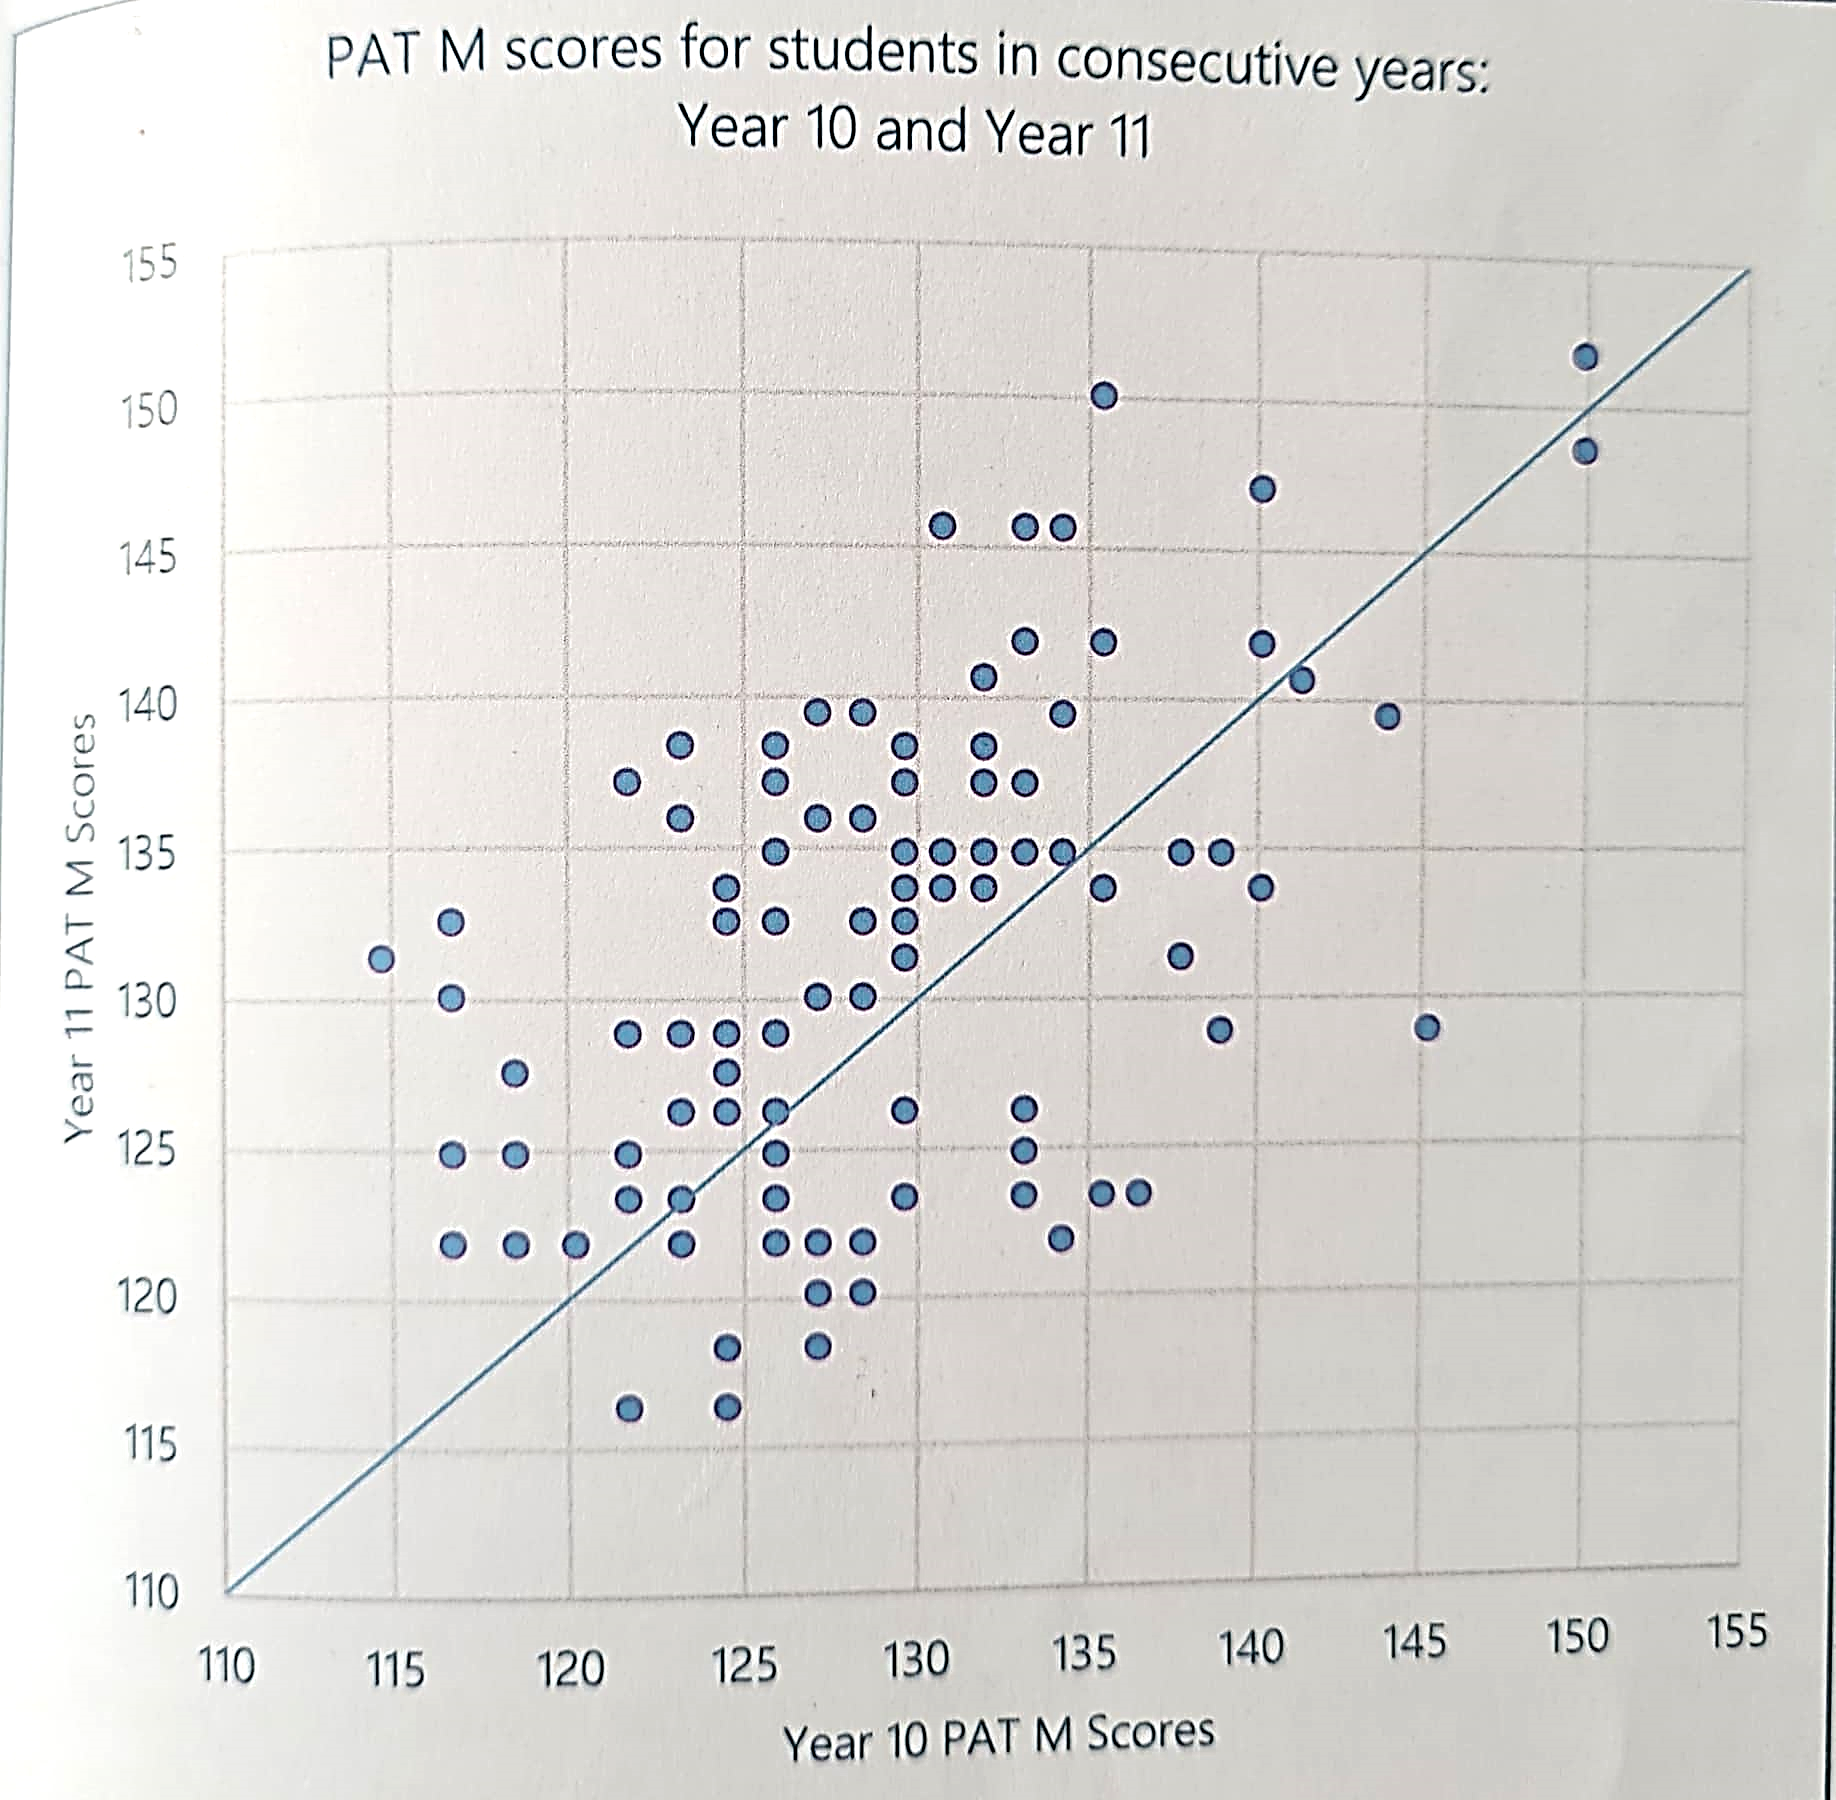 PAT M scores for students in consecutive years:
Year 10 and Year 11
155
150
145
140
135
130
125
120
115
110
Year 11 PAT M Scores
110 115 120 125 130 135 140 145 150 155
Year 10 PAT M Scores